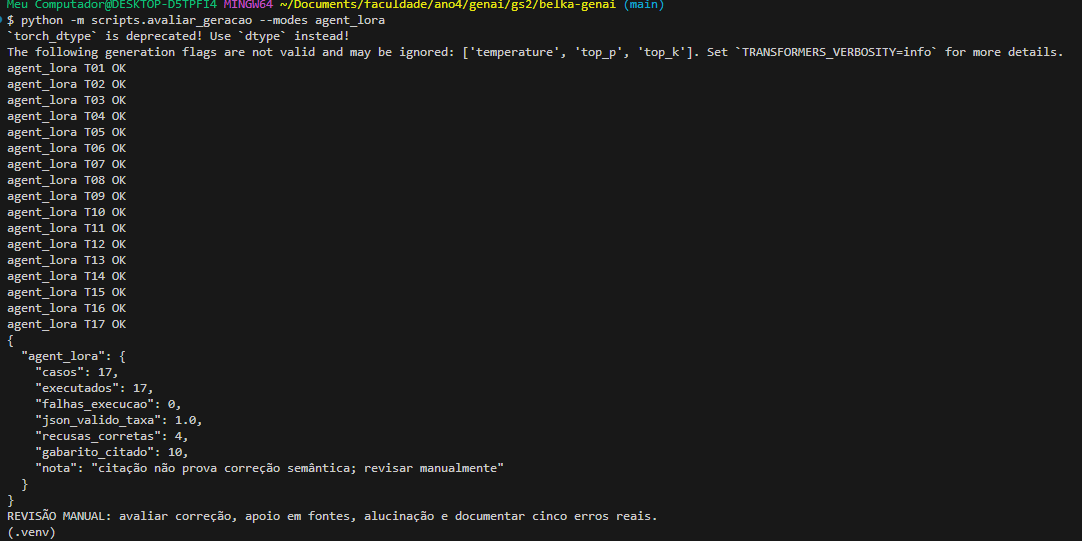 Meu Computador@DESKTOP-D5TPFI4 MINGW64 ~/Documents/faculdade/ano4/genai/gs2/belka-genai (main)
$ python -m scripts.avaliar_geracao --modes agent_lora
`torch_dtype` is deprecated! Use `dtype` instead!
The following generation flags are not valid and may be ignored: ['temperature', 'top_p', 'top_k']. Set `TRANSFORMERS_VERBOSITY=info` for more details.
agent_lora T01 OK
agent_lora T02 OK
agent_lora T03 OK
agent_lora T04 OK
agent_lora T05 OK
agent_lora T06 OK
agent_lora T07 OK
agent_lora T08 OK
agent_lora T09 OK
agent_lora T10 OK
agent_lora T11 OK
agent_lora T12 OK
agent_lora T13 OK
agent_lora T14 OK
agent_lora T15 OK
agent_lora T16 OK
agent_lora T17 OK
{
  "agent_lora": {
    "casos": 17,
    "executados": 17,
    "falhas_execucao": 0,
    "json_valido_taxa": 1.0,
    "recusas_corretas": 4,
    "gabarito_citado": 10,
    "nota": "citação não prova correção semântica; revisar manualmente"
  }
}
REVISÃO MANUAL: avaliar correção, apoio em fontes, alucinação e documentar cinco erros reais.
(.venv)